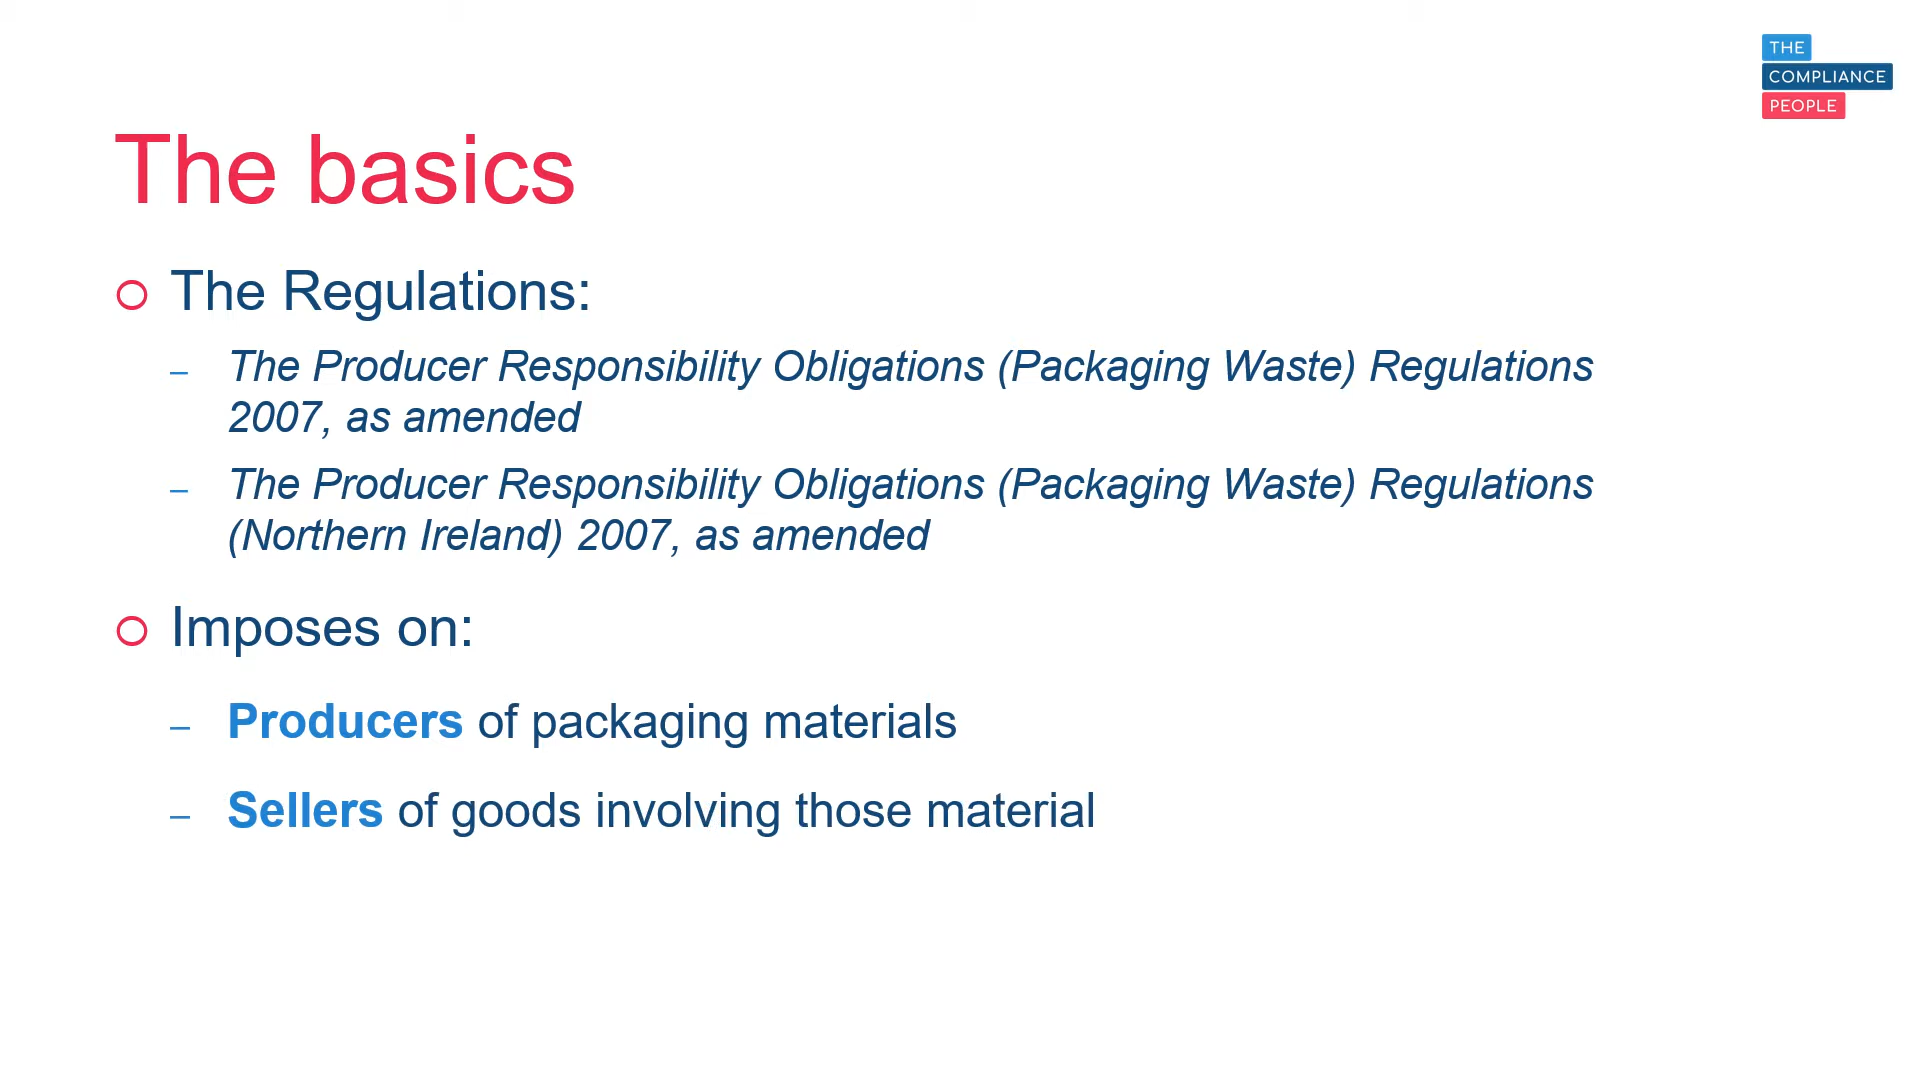 THE
COMPLIANCE
PEOPLE
The basics
The Regulations:
– The Producer Responsibility Obligations (Packaging Waste) Regulations
2007, as amended
– The Producer Responsibility Obligations (Packaging Waste) Regulations
(Northern Ireland) 2007, as amended
Imposes on:
– Producers of packaging materials
– Sellers of goods involving those material